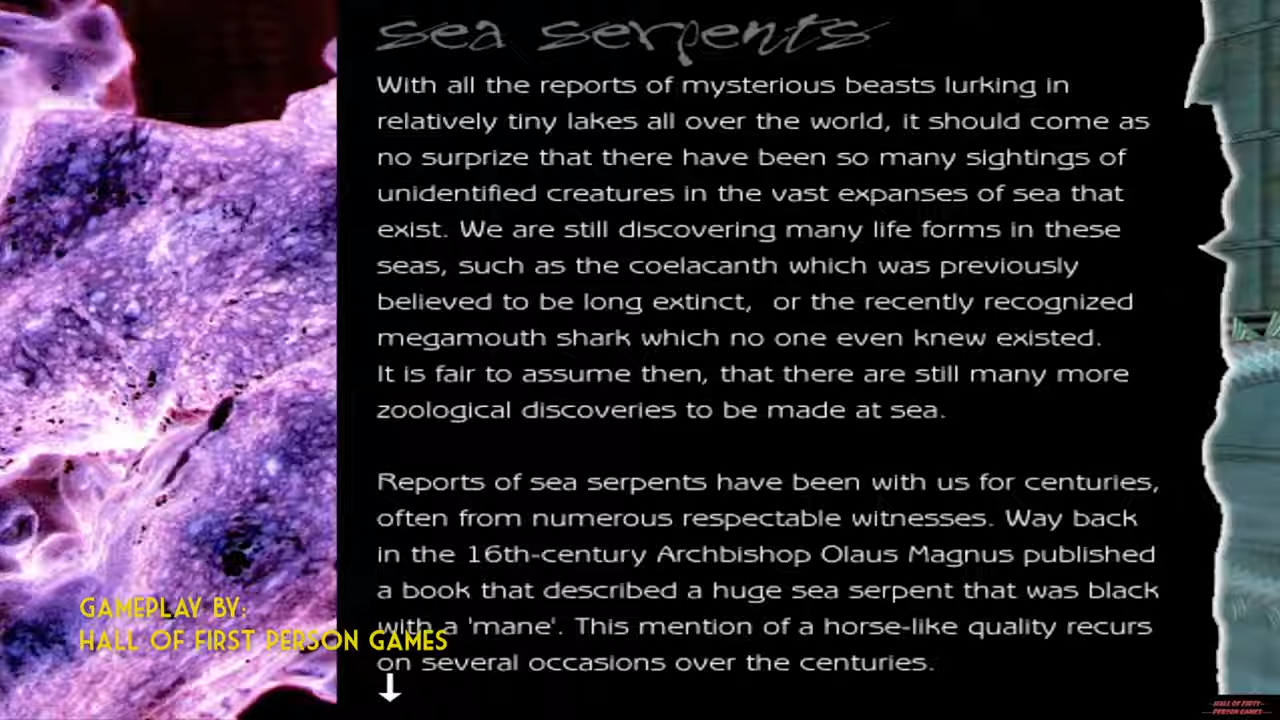 sea serpents
With all the reports of mysterious beasts lurking in
relatively tiny lakes all over the world, it should come as
no surprize that there have been so many sightings of
unidentified creatures in the vast expanses of sea that
exist. We are still discovering many life forms in these
seas, such as the coelacanth which was previously
believed to be long extinct,  or the recently recognized
megamouth shark which no one even knew existed.
It is fair to assume then, that there are still many more
zoological discoveries to be made at sea.
Reports of sea serpents have been with us for centuries,
often from numerous respectable witnesses. Way back
in the 16th-century Archbishop Olaus Magnus published
a book that described a huge sea serpent that was black
with a 'mane'. This mention of a horse-like quality recurs
on several occasions over the centuries.
GAMEPLAY BY:
HALL OF FIRST PERSON GAMES
HALL OF FIRST
PERSON GAMES